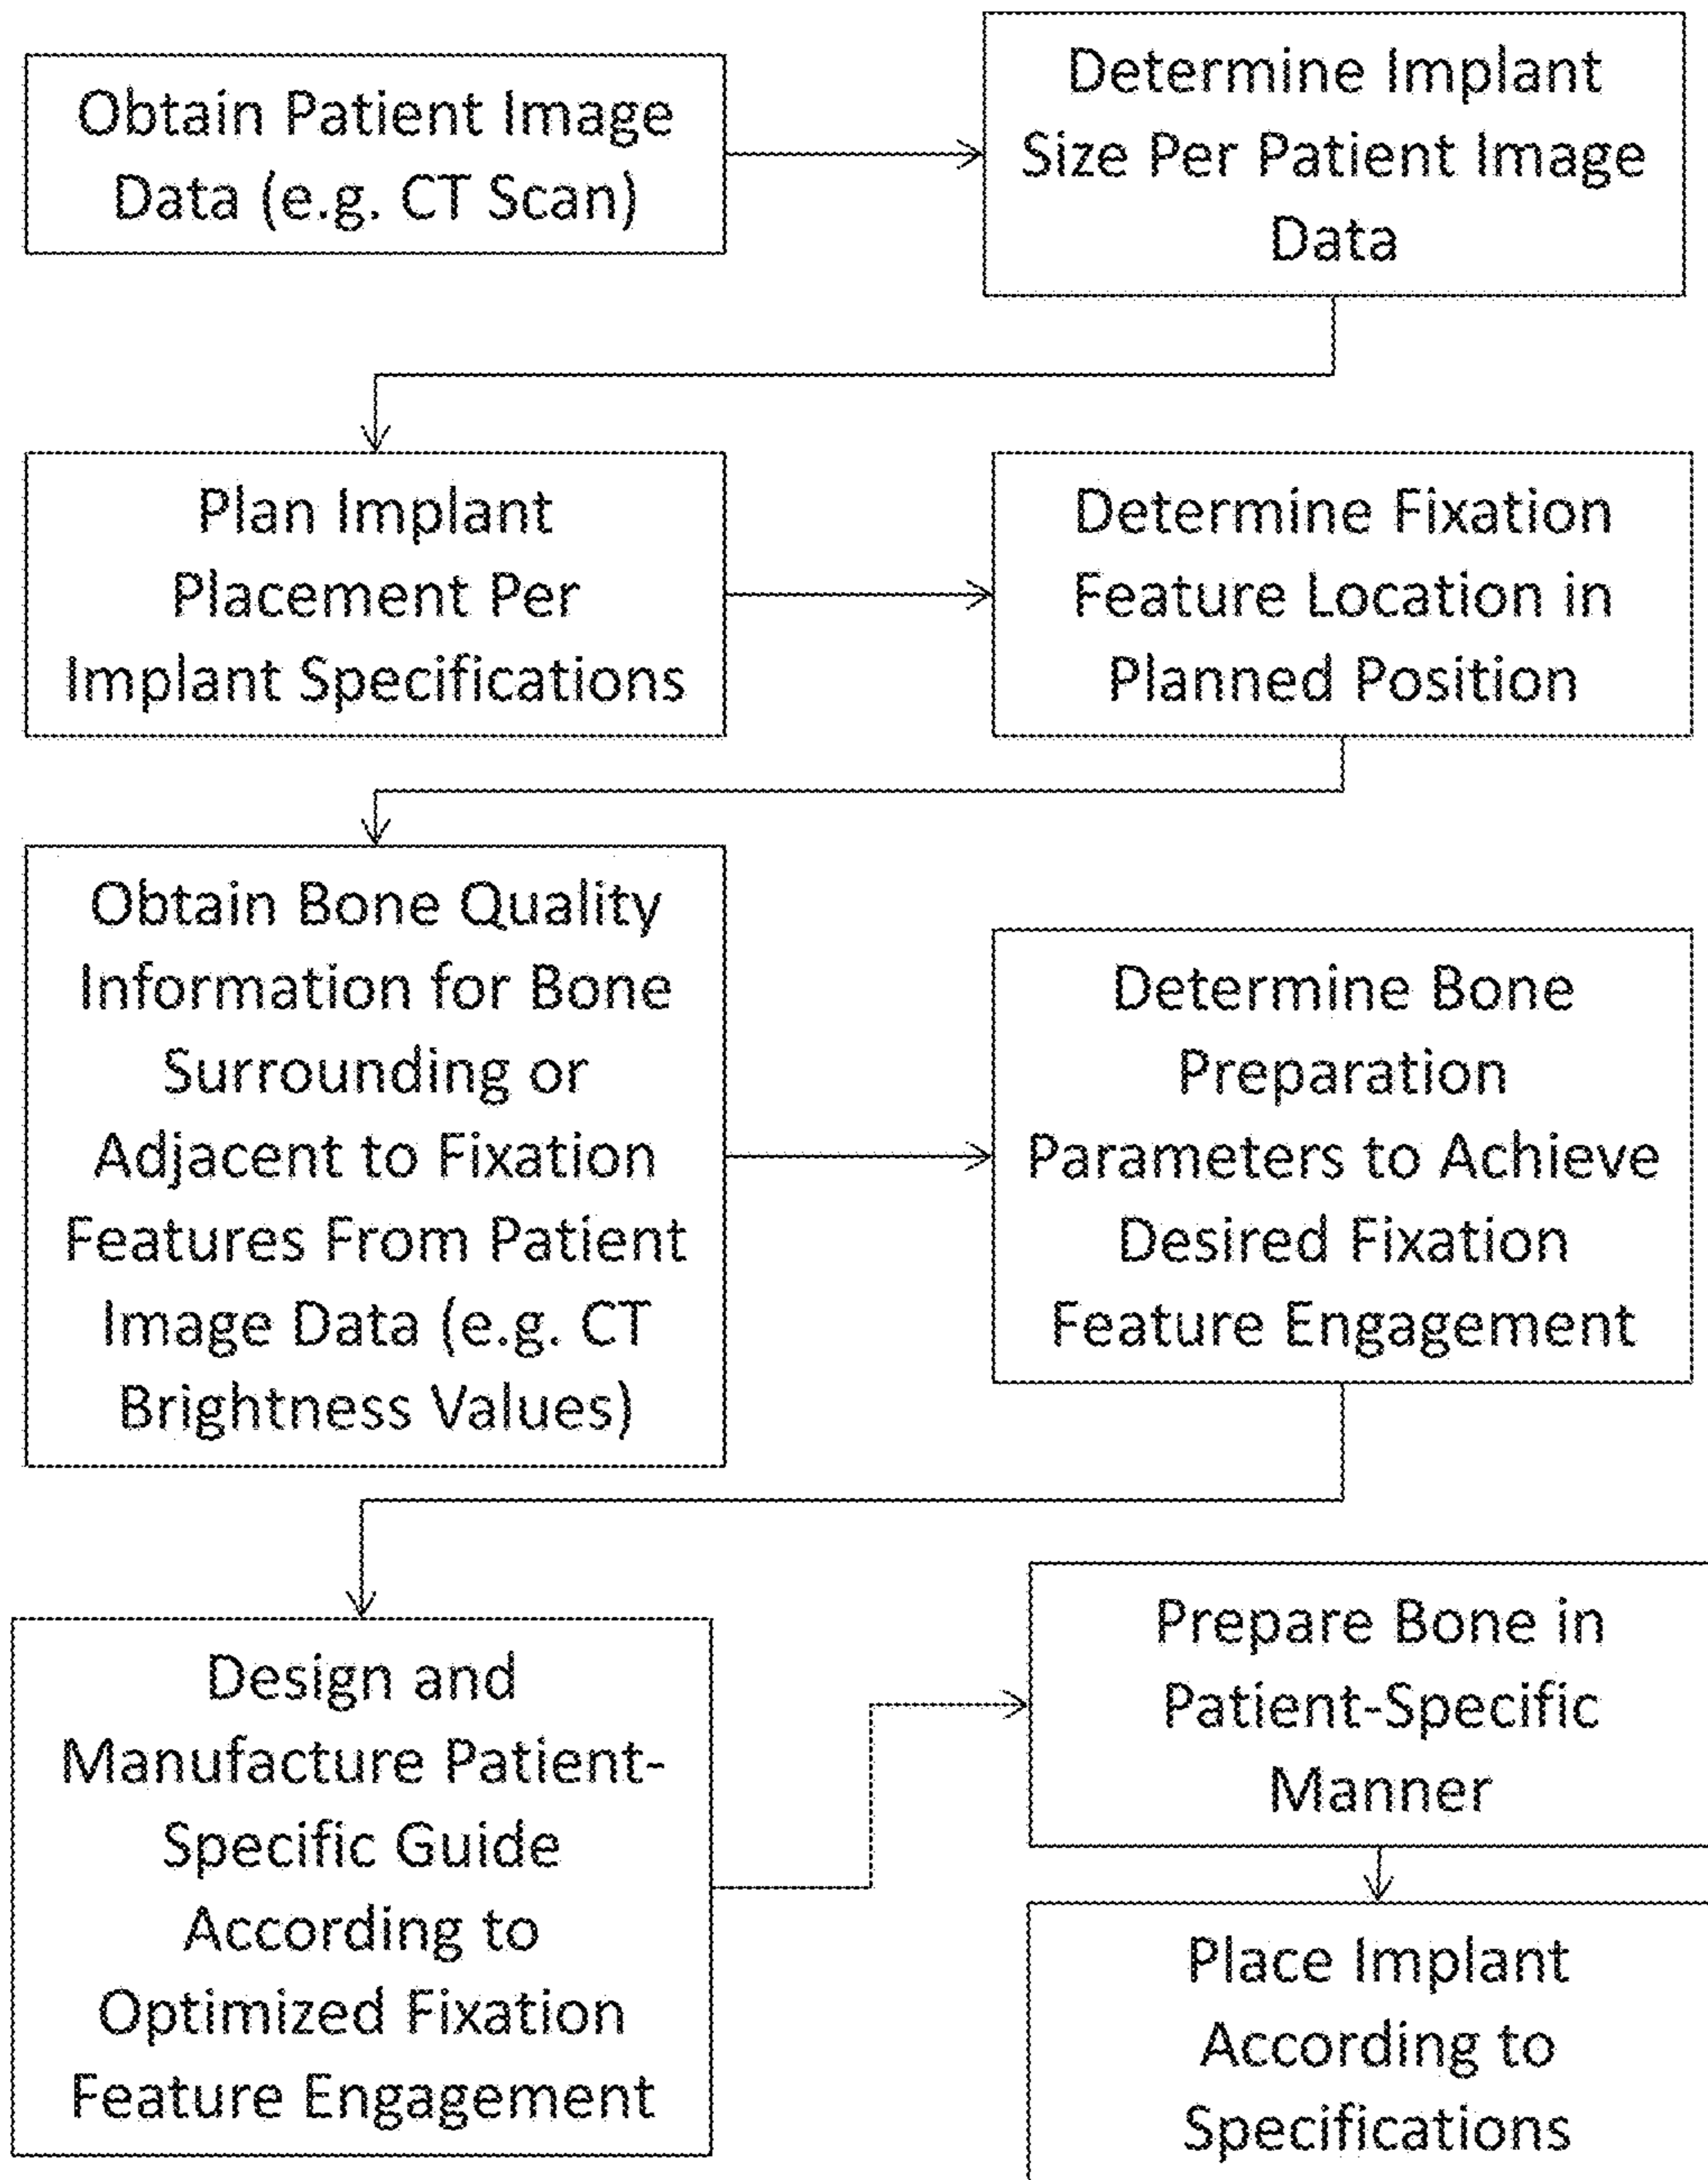 Obtain Patient Image
Data (e.g. CT Scan)
Determine Implant
Size Per Patient Image
Data
Plan Implant
Placement Per
Implant Specifications
Determine Fixation
Feature Location in
Planned Position
Obtain Bone Quality
Information for Bone
Surrounding or
Adjacent to Fixation
Features From Patient
Image Data (e.g. CT
Brightness Values)
Determine Bone
Preparation
Parameters to Achieve
Desired Fixation
Feature Engagement
Design and
Manufacture Patient-
Specific Guide
According to
Optimized Fixation
Feature Engagement
Prepare Bone in
Patient-Specific
Manner
Place Implant
According to
Specifications